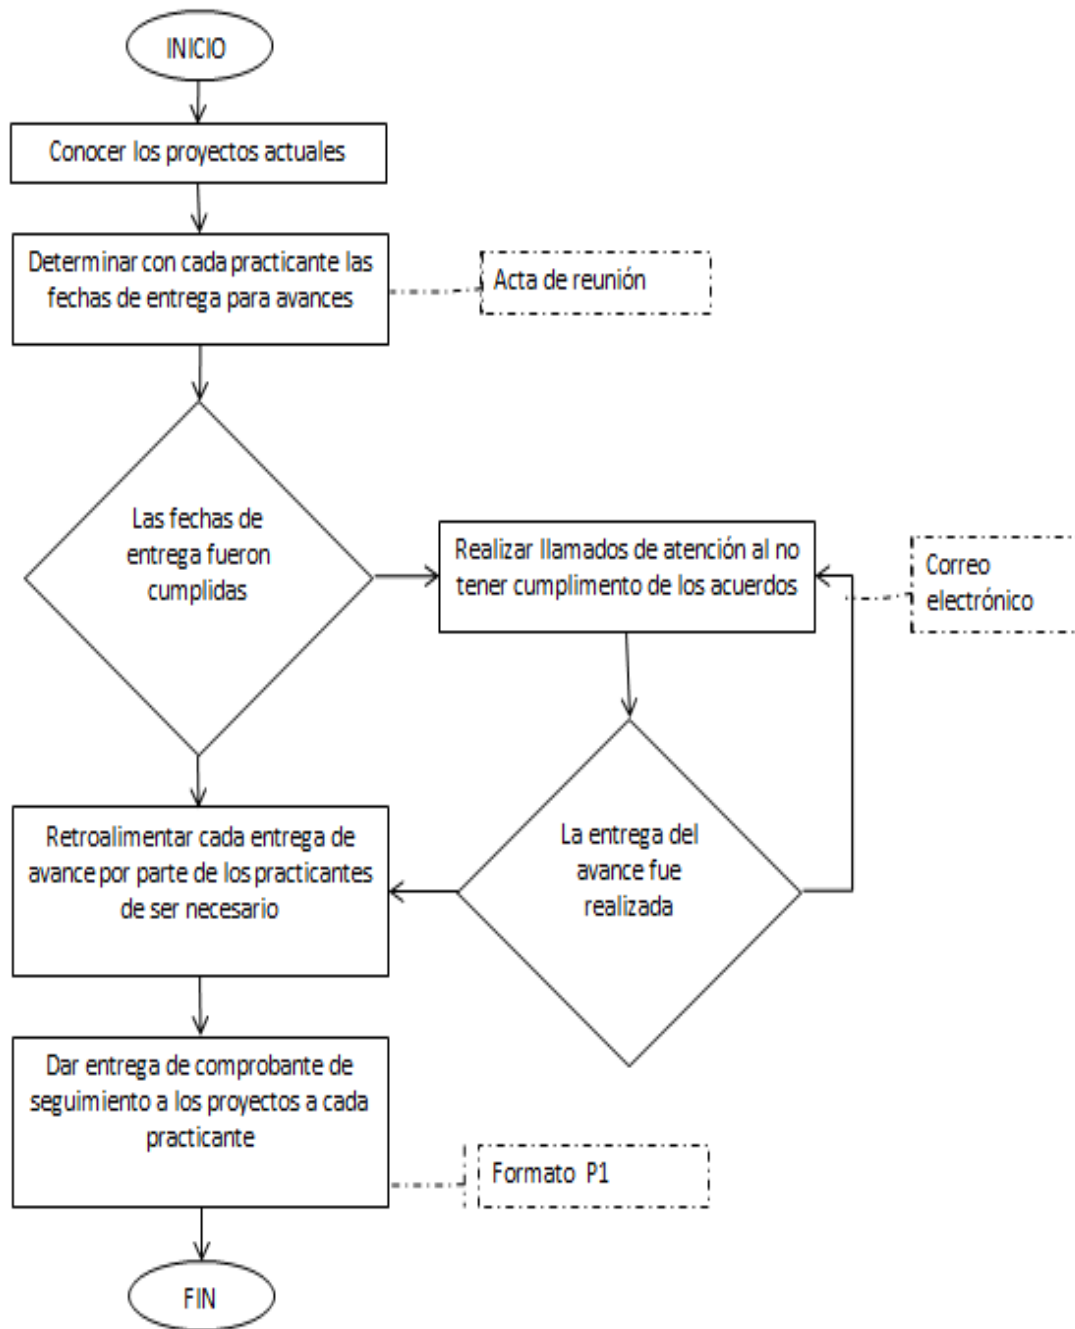 INICIO
Conocer los proyectos actuales
Determinar con cada practicante las
fechas de entrega para avances
Acta de reunión
Las fechas de
entrega fueron
cumplidas
Realizar llamados de atención al no
tener cumplimento de los acuerdos
Correo
electrónico
Retroalimentar cada entrega de
avance por parte de los practicantes
de ser necesario
La entrega del
avance fue
realizada
Dar entrega de comprobante de
seguimiento a los proyectos a cada
practicante
Formato P1
FIN